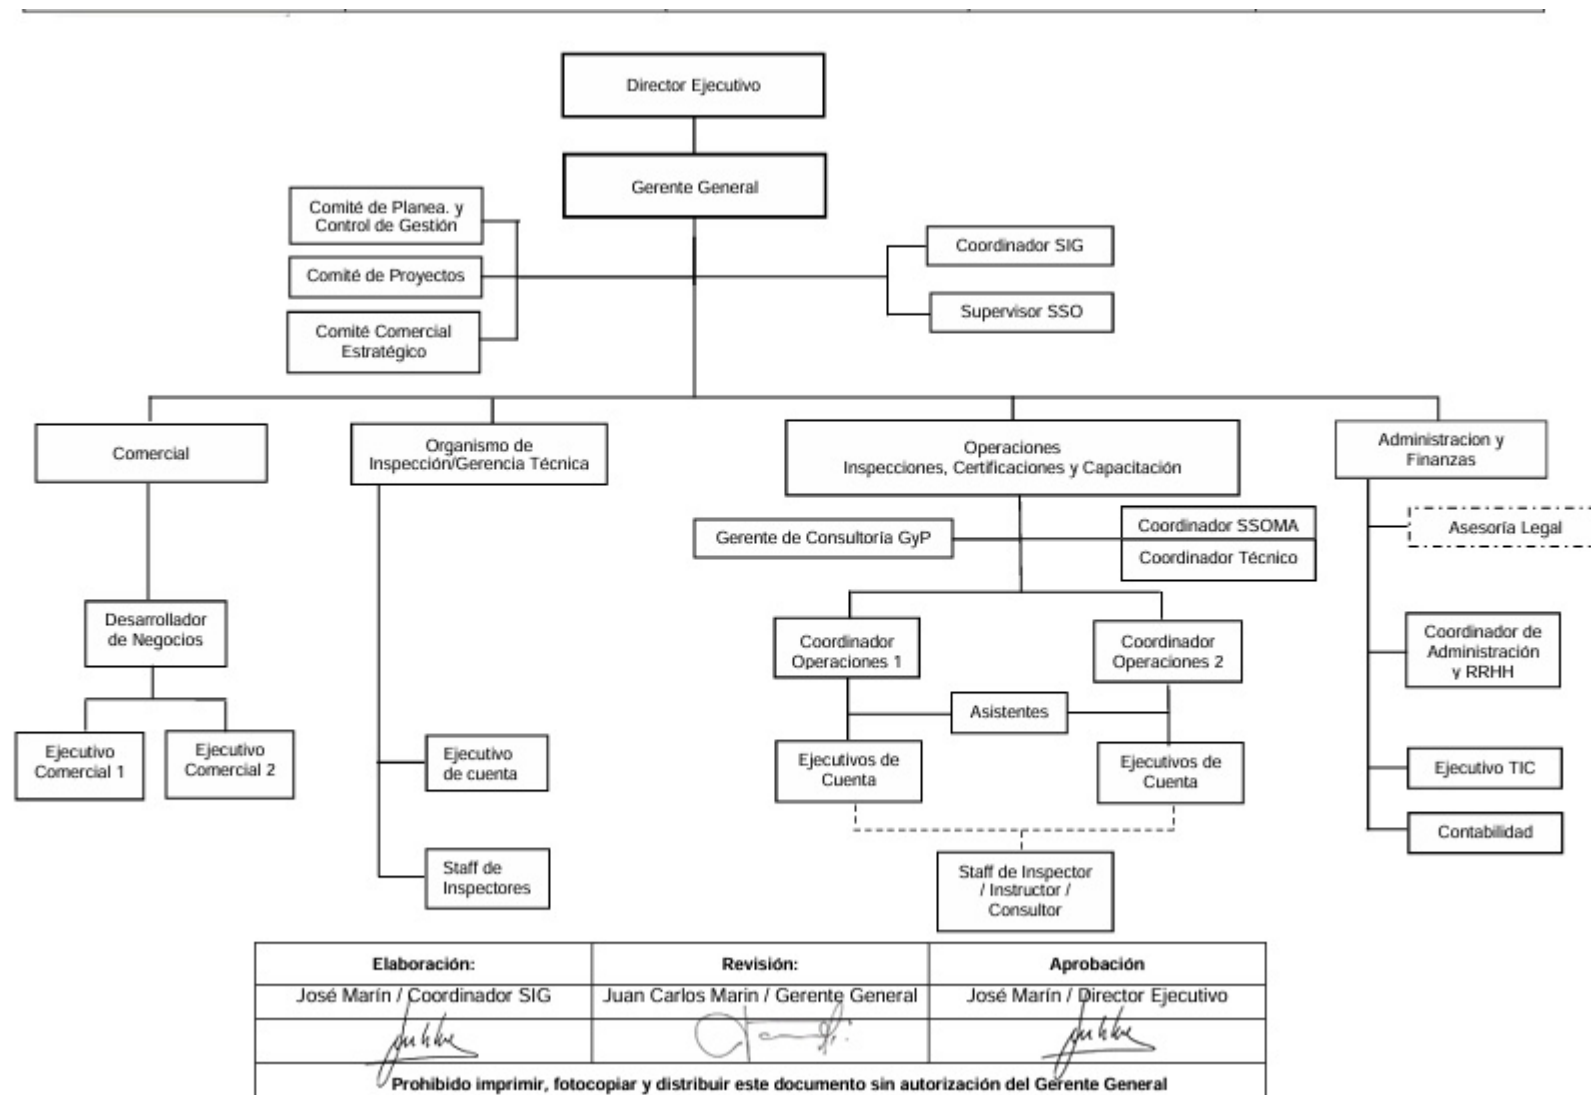 Director Ejecutivo
Gerente General
Comité de Planea. y
Control de Gestión
Comité de Proyectos
Comité Comercial
Estratégico
Coordinador SIG
Supervisor SSO
Comercial
Organismo de
Inspección/Gerencia Técnica
Operaciones
Inspecciones, Certificaciones y Capacitación
Administracion y
Finanzas
Gerente de Consultoría GyP
Coordinador SSOMA
Coordinador Técnico
Asesoría Legal
Desarrollador
de Negocios
Coordinador
Operaciones 1
Coordinador
Operaciones 2
Coordinador de
Administración
y RRHH
Asistentes
Ejecutivo
Comercial 1
Ejecutivo
Comercial 2
Ejecutivo
de cuenta
Ejecutivos de
Cuenta
Ejecutivos de
Cuenta
Ejecutivo TIC
Contabilidad
Staff de
Inspectores
Staff de Inspector
/ Instructor /
Consultor
Elaboración:
Revisión:
Aprobación
José Marín / Coordinador SIG
Juan Carlos Marin / Gerente General
José Marín / Director Ejecutivo
Prohibido imprimir, fotocopiar y distribuir este documento sin autorización del Gerente General